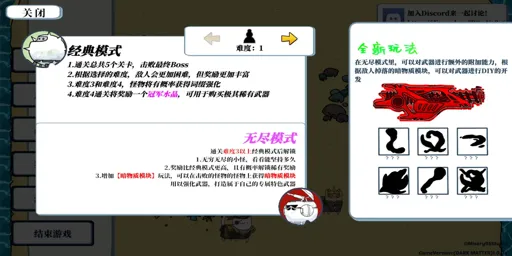 关闭
加入Discord来一起讨论!
经典模式
难度: 1
1.通关总共5个关卡,击败最终Boss
2.根据选择的难度,敌人会更加困难,但奖励更加丰富
3.难度3和难度4,怪物将有概率获得词缀强化
4.难度4通关将奖励一个冠军水晶,可用于购买极其稀有武器
无尽模式
通关难度3以上经典模式后解锁
1.无穷无尽的小怪,看看能坚持多久
2.奖励比经典模式更高,且有概率解锁稀有奖励
3.增加【暗物质模块】玩法,可以在击败的怪物的怪物上获得暗物质模块
用以强化武器,打造属于自己的专属特色武器
全新玩法
在无尽模式里,可以对武器进行额外的附加能力,根据敌人掉落的暗物质模块,可以对武器进行DIY的开发
???
???
???
???
???
???
结束游戏